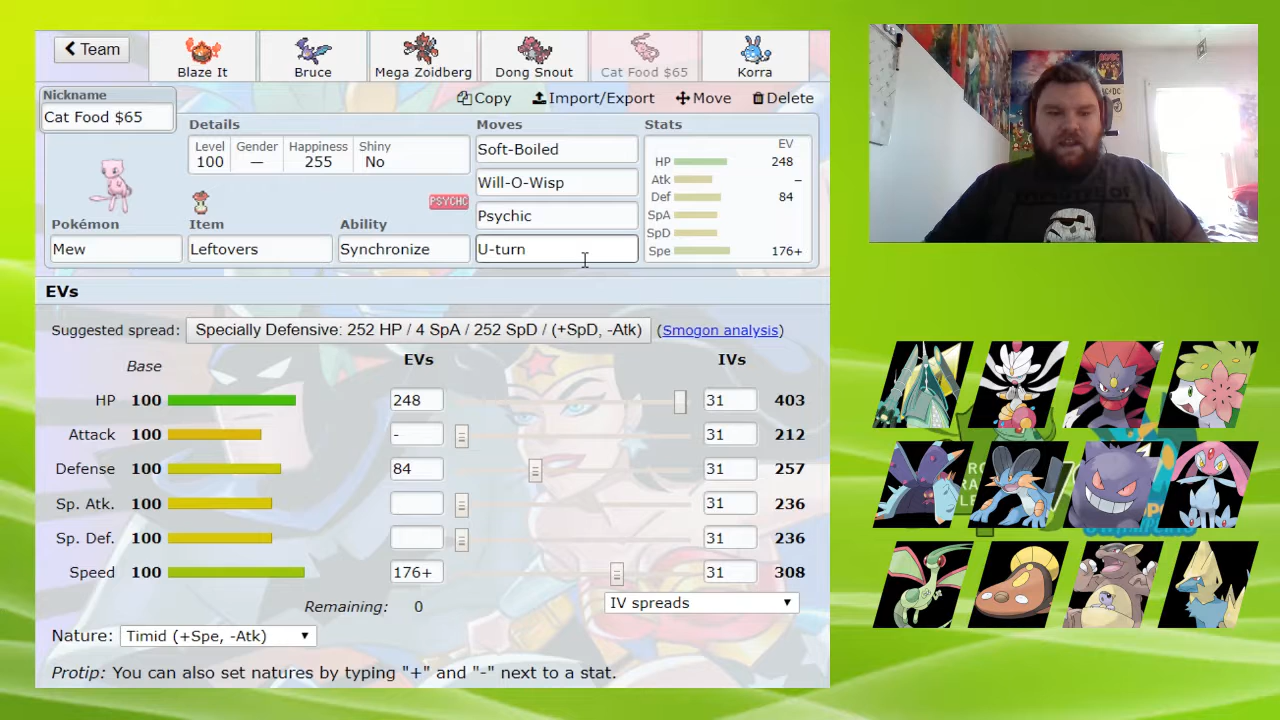 Team
Blaze It
Bruce
Mega Zoidberg
Dong Snout
Cat Food $65
Korra
Nickname
Cat Food $65
Copy
Import/Export
Move
Delete
Details
Level
100
Gender
—
Happiness
255
Shiny
No
PSYCHC
Pokémon
Mew
Item
Leftovers
Ability
Synchronize
Moves
Soft-Boiled
Will-O-Wisp
Psychic
U-turn
Stats
EV
HP 248
Atk –
Def 84
SpA
SpD
Spe 176+
EVs
Suggested spread: Specially Defensive: 252 HP / 4 SpA / 252 SpD / (+SpD, -Atk) (Smogon analysis)
Base EVs IVs
HP 100 248 31 403
Attack 100 - 31 212
Defense 100 84 31 257
Sp. Atk. 100 31 236
Sp. Def. 100 31 236
Speed 100 176+ 31 308
Remaining: 0
IV spreads
Nature: Timid (+Spe, -Atk)
Protip: You can also set natures by typing "+" and "-" next to a stat.